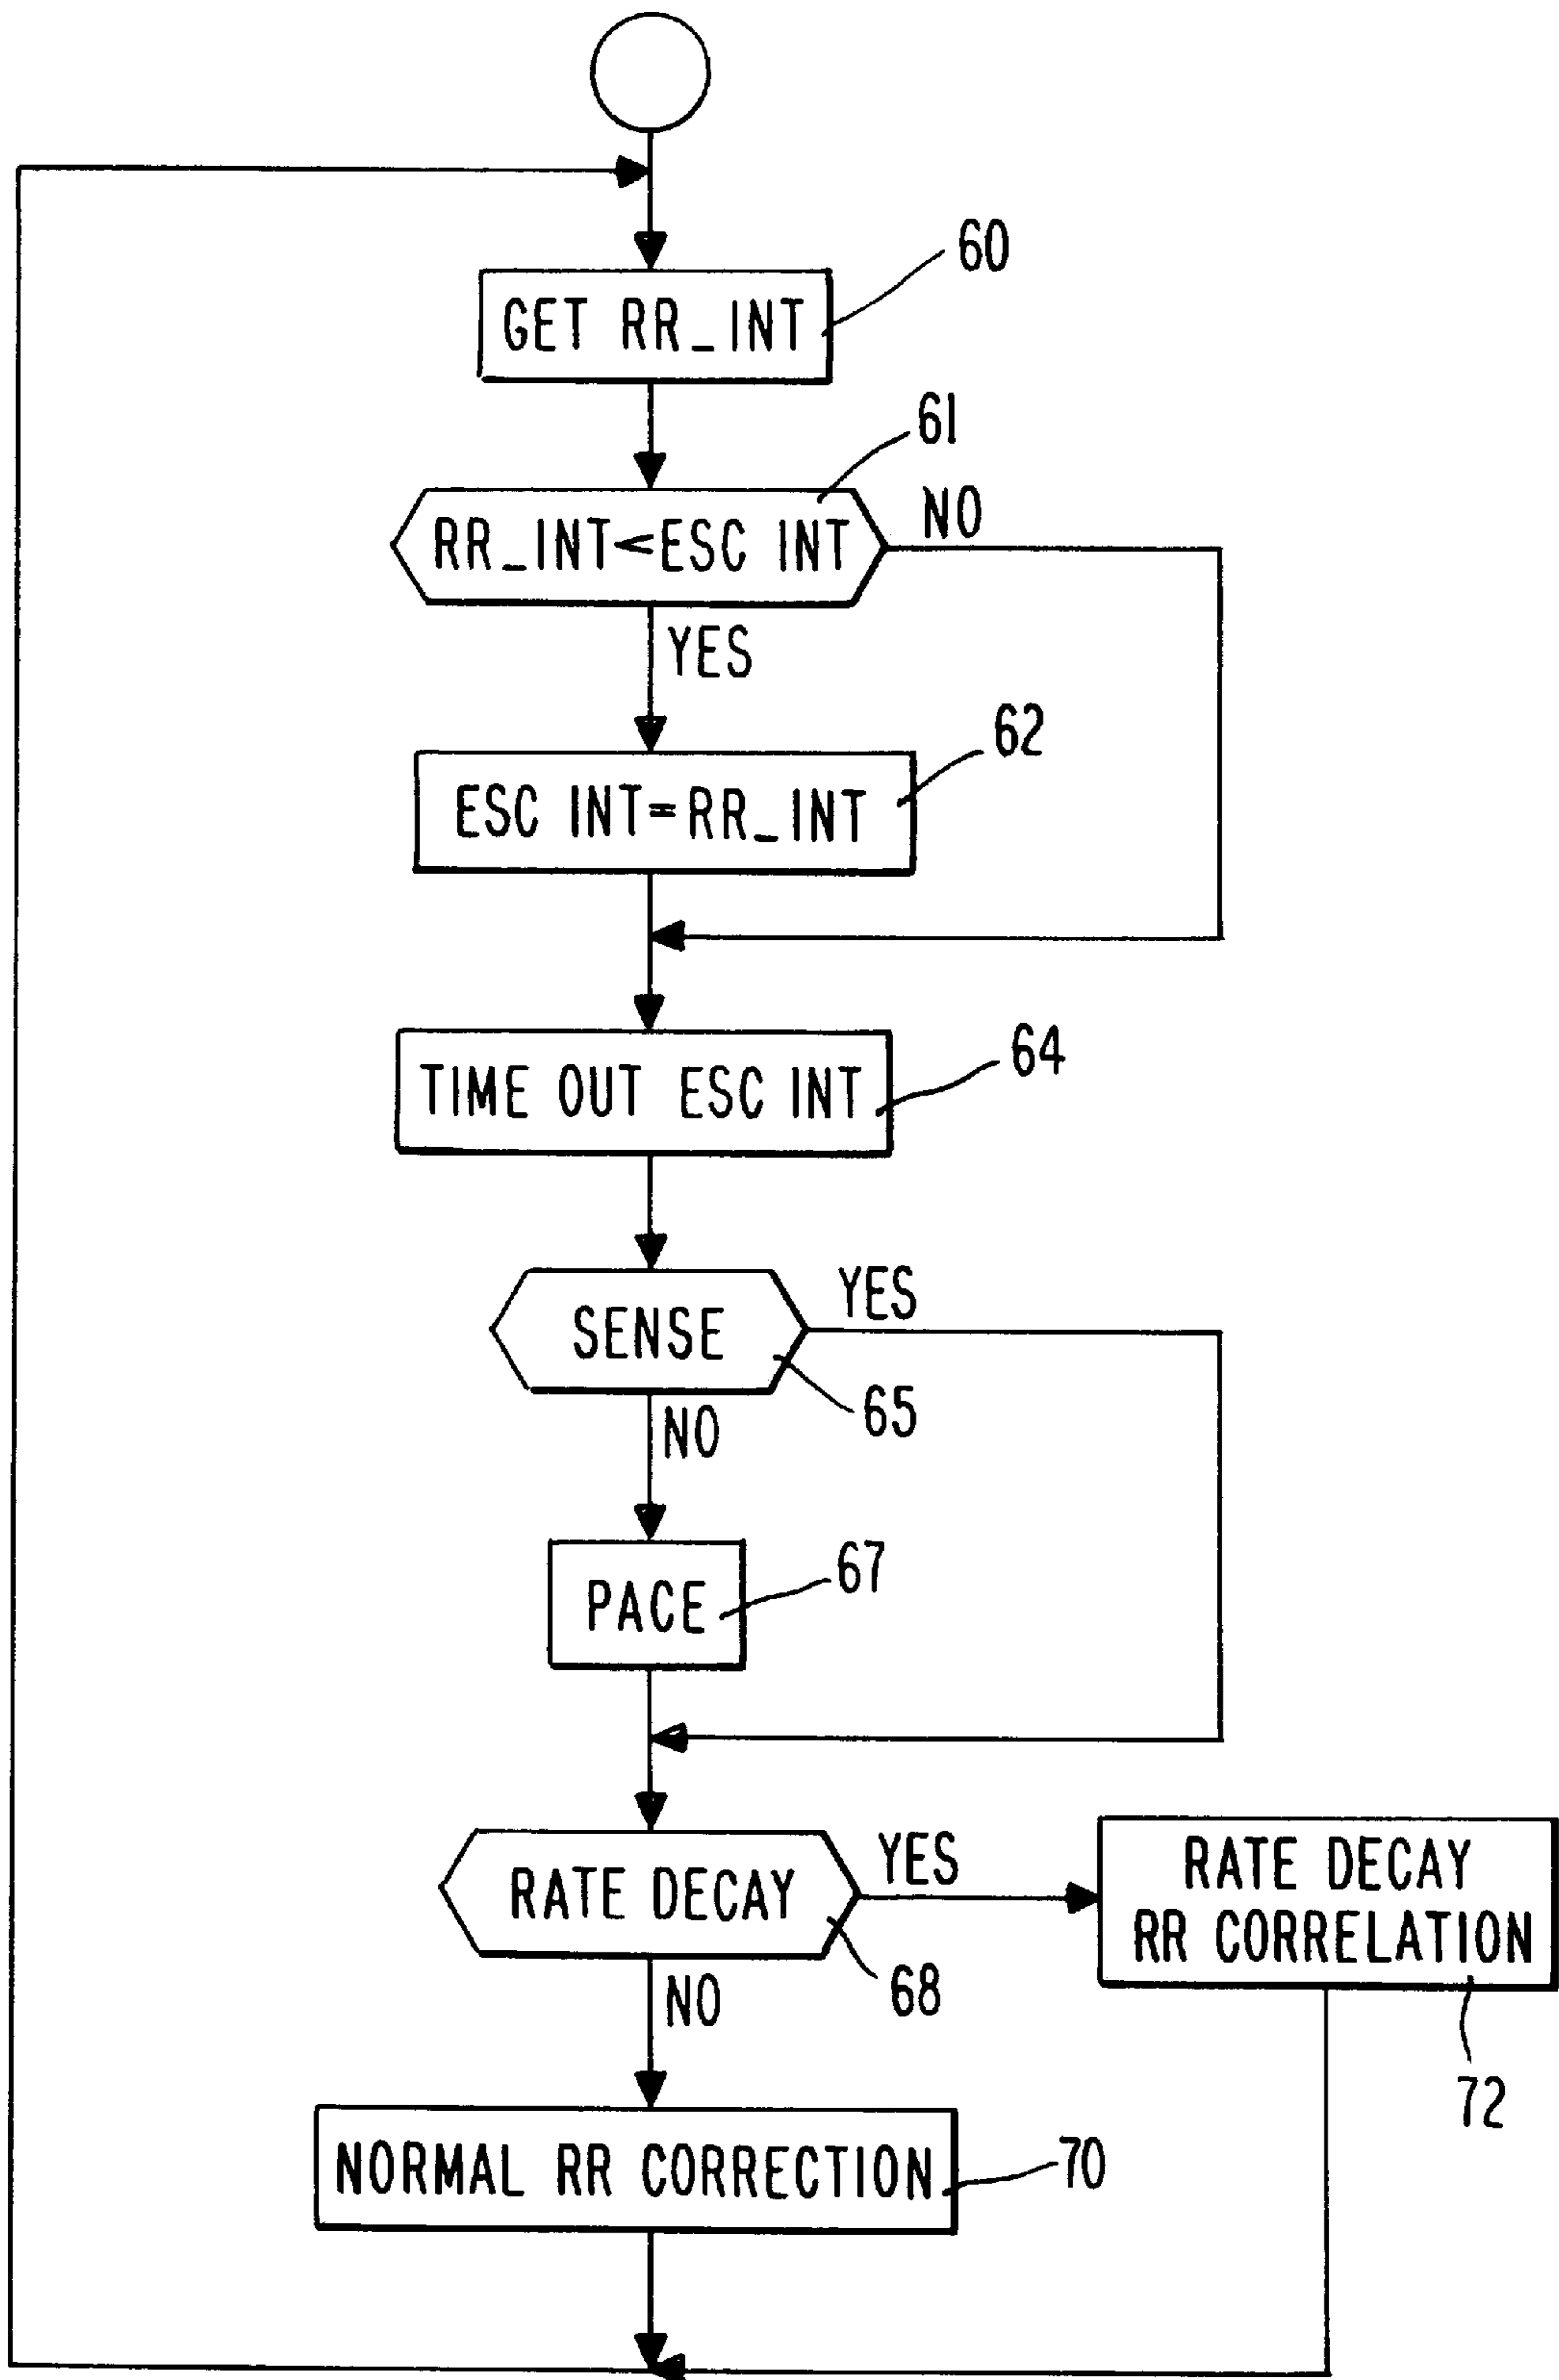 60
GET RR_INT
61
RR_INT<ESC INT
NO
YES
62
ESC INT=RR_INT
64
TIME OUT ESC INT
YES
SENSE
65
NO
67
PACE
YES
RATE DECAY
RATE DECAY
RR CORRELATION
68
NO
72
NORMAL RR CORRECTION
70